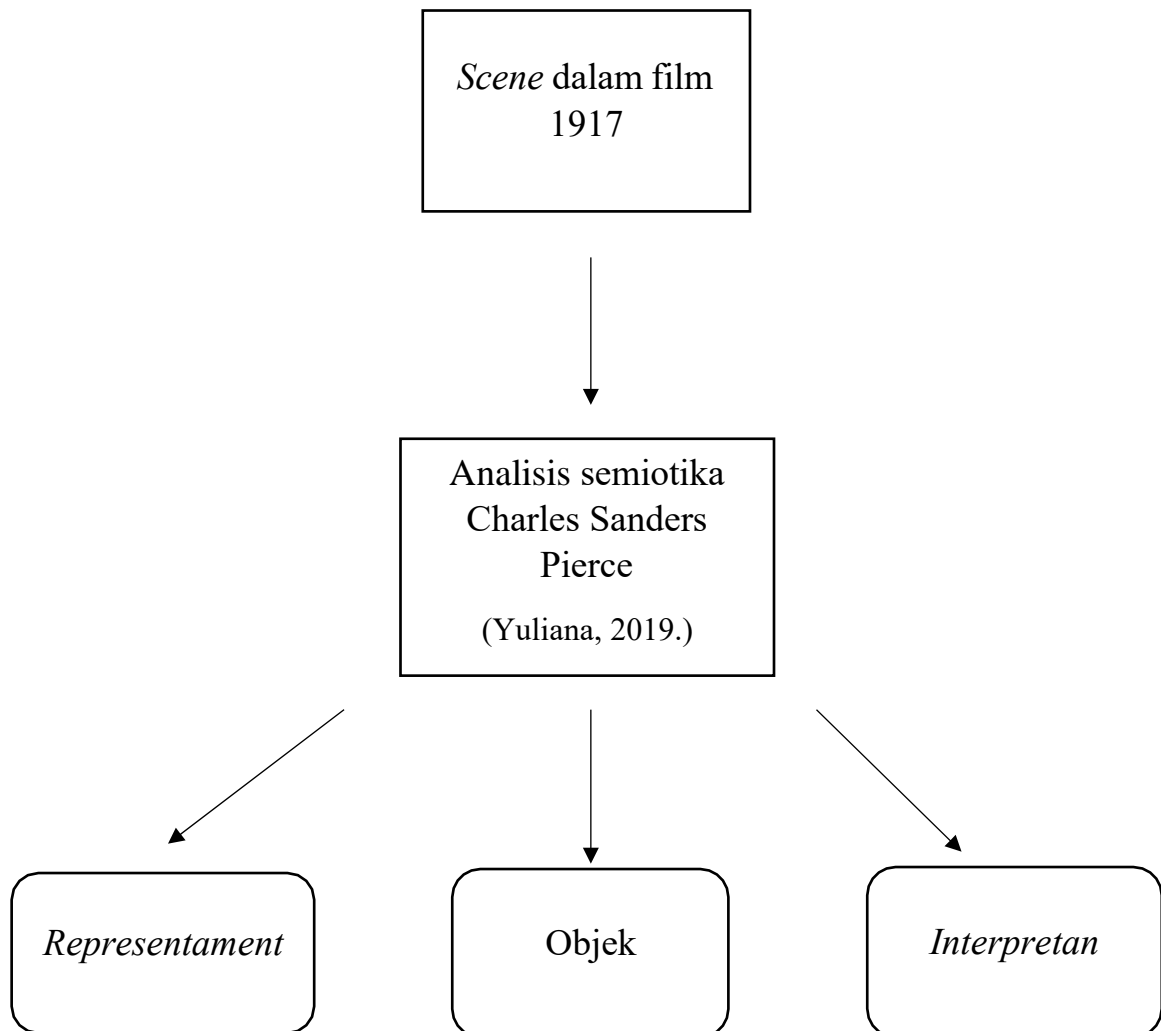 Scene dalam film
1917
Analisis semiotika
Charles Sanders
Pierce
(Yuliana, 2019.)
Representament
Objek
Interpretan